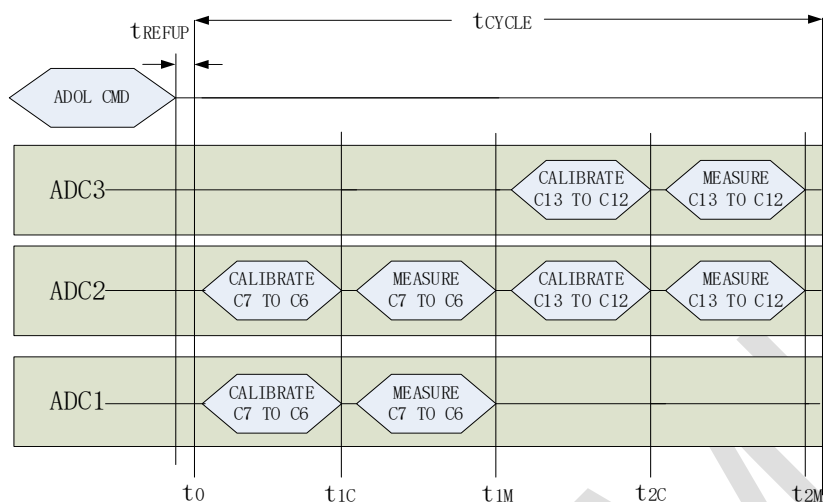 tREFUP
tCYCLE
ADOL CMD
ADC3
CALIBRATE
C13 TO C12
MEASURE
C13 TO C12
ADC2
CALIBRATE
C7 TO C6
MEASURE
C7 TO C6
CALIBRATE
C13 TO C12
MEASURE
C13 TO C12
ADC1
CALIBRATE
C7 TO C6
MEASURE
C7 TO C6
t0 t1C t1M t2C t2M